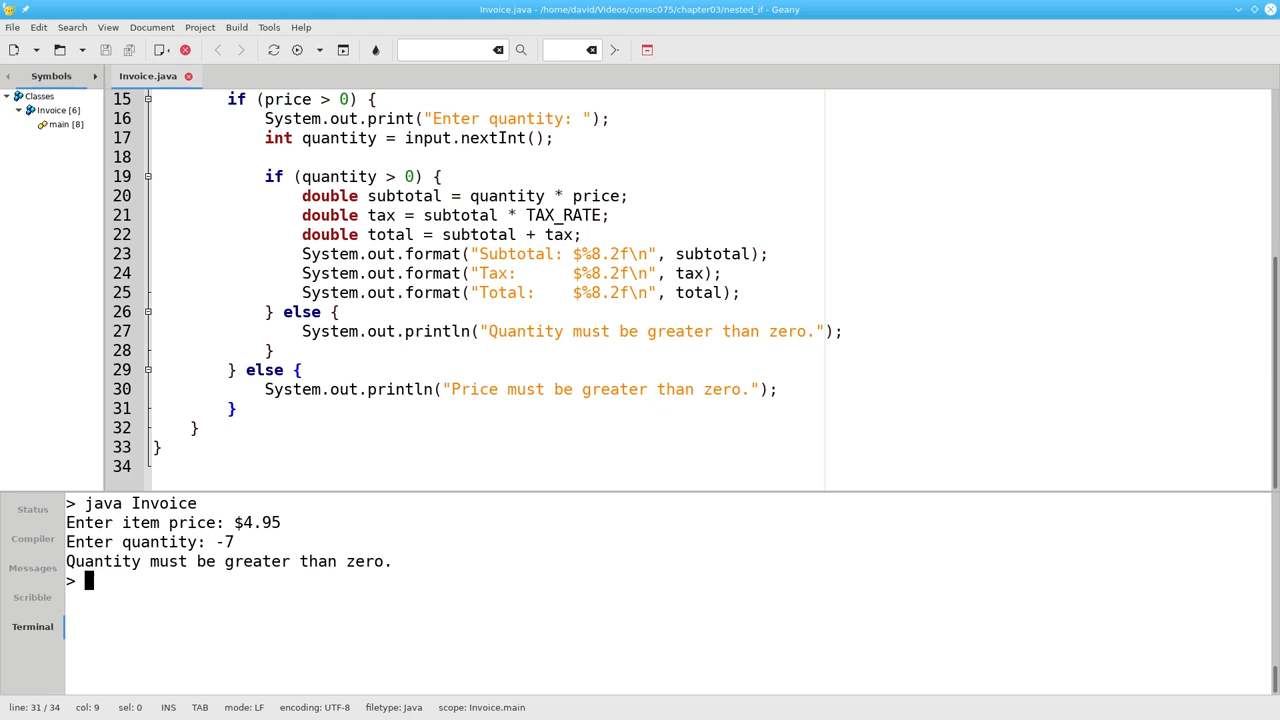 Invoice.java - /home/david/Videos/comsc075/chapter03/nested_if - Geany
File Edit Search View Document Project Build Tools Help
Symbols
Invoice.java
Classes
Invoice [6]
main [8]
15 if (price > 0) {
16 System.out.print("Enter quantity: ");
17 int quantity = input.nextInt();
18
19 if (quantity > 0) {
20 double subtotal = quantity * price;
21 double tax = subtotal * TAX_RATE;
22 double total = subtotal + tax;
23 System.out.format("Subtotal: $%8.2f\n", subtotal);
24 System.out.format("Tax:      $%8.2f\n", tax);
25 System.out.format("Total:    $%8.2f\n", total);
26 } else {
27 System.out.println("Quantity must be greater than zero.");
28 }
29 } else {
30 System.out.println("Price must be greater than zero.");
31 }
32 }
33 }
34
Status
Compiler
Messages
Scribble
Terminal
> java Invoice
Enter item price: $4.95
Enter quantity: -7
Quantity must be greater than zero.
>
line: 31 / 34 col: 9 sel: 0 INS TAB mode: LF encoding: UTF-8 filetype: Java scope: Invoice.main